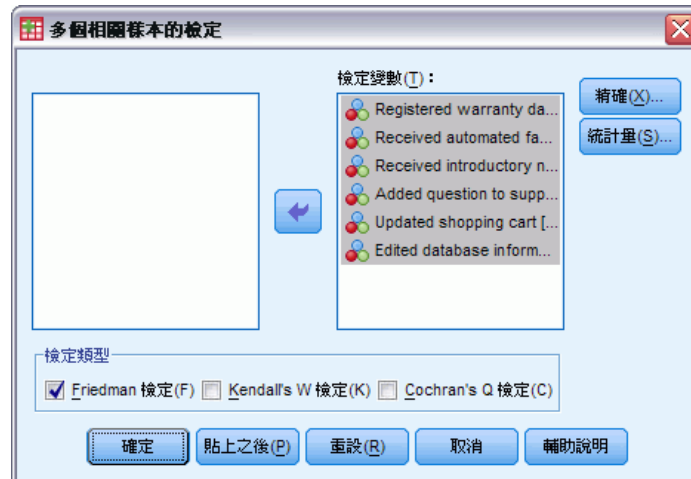 多個相關樣本的檢定
檢定變數(T):
Registered warranty da...
Received automated fa...
Received introductory n...
Added question to supp...
Updated shopping cart [...
Edited database inform...
精確(X)...
統計量(S)...
檢定類型
Friedman 檢定(F) Kendall's W 檢定(K) Cochran's Q 檢定(C)
確定 貼上之後(P) 重設(R) 取消 輔助說明